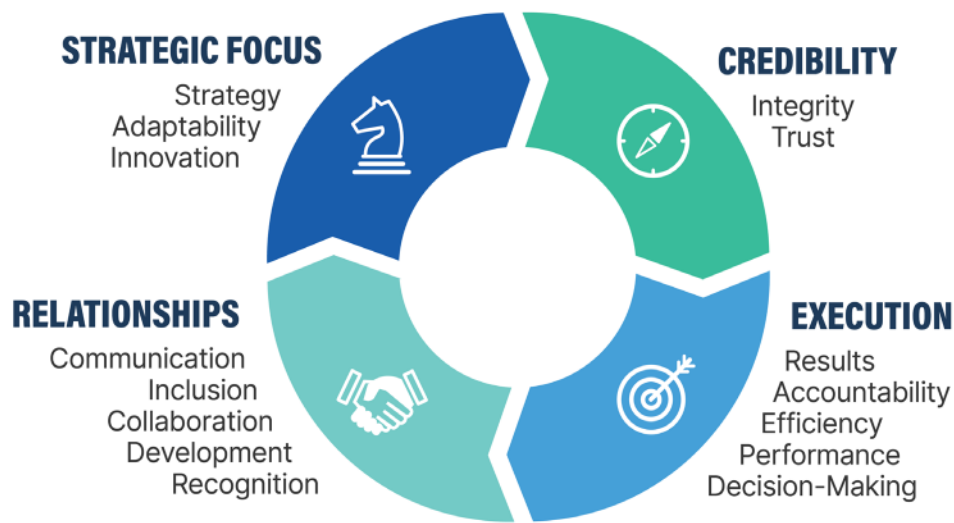 STRATEGIC FOCUS
Strategy
Adaptability
Innovation
CREDIBILITY
Integrity
Trust
RELATIONSHIPS
Communication
Inclusion
Collaboration
Development
Recognition
EXECUTION
Results
Accountability
Efficiency
Performance
Decision-Making